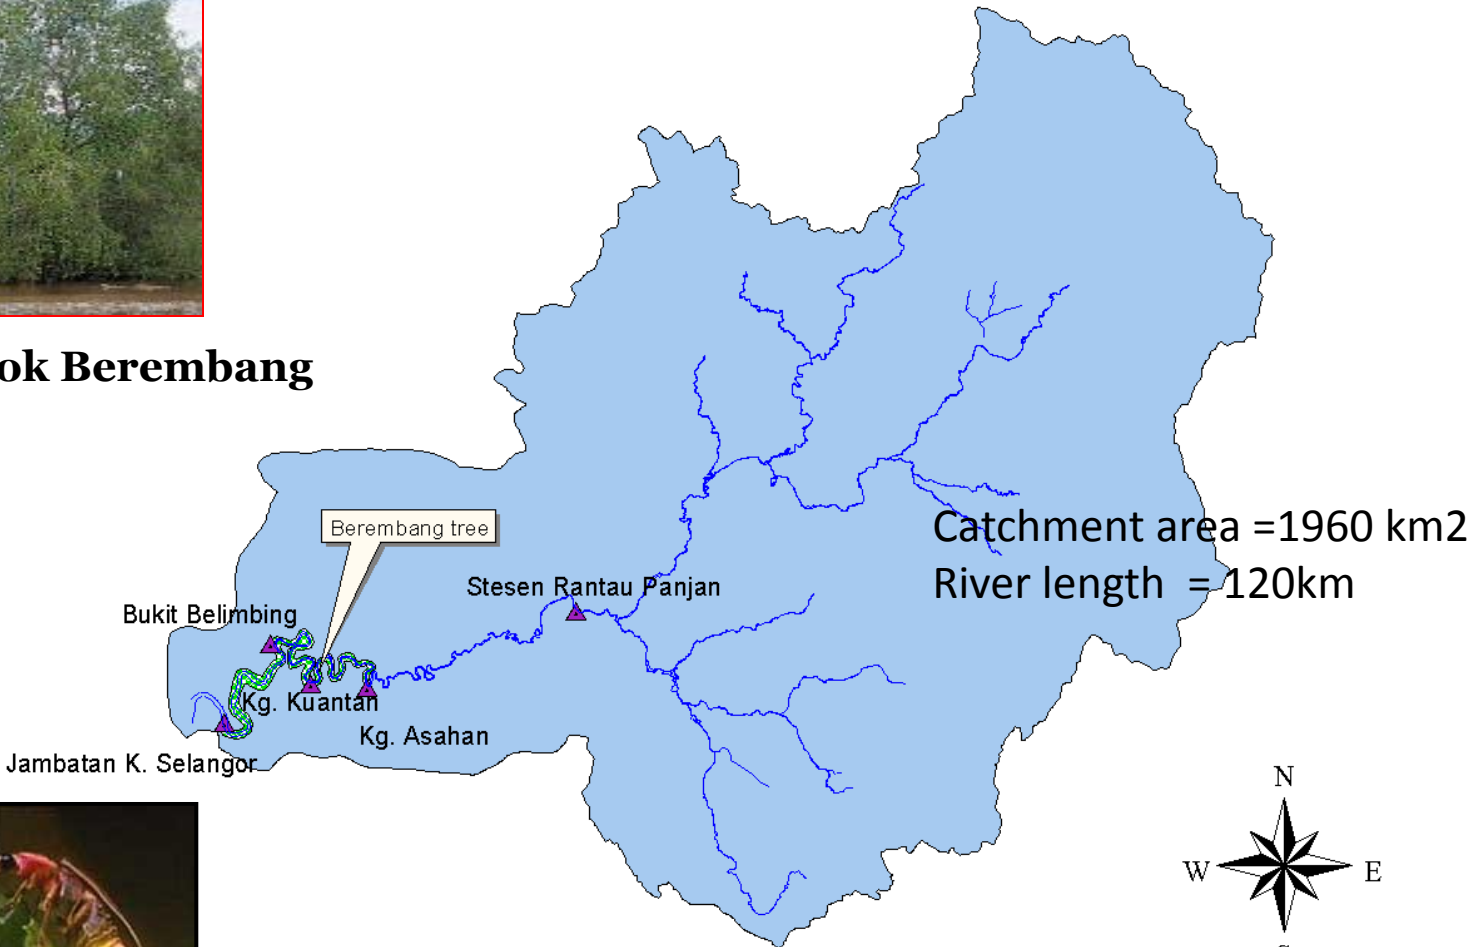 ok Berembang
Berembang tree
Catchment area =1960 km2
River length = 120km
Stesen Rantau Panjan
Bukit Belimbing
Kg. Kuantan
Kg. Asahan
Jambatan K. Selangor
N
W
E
S